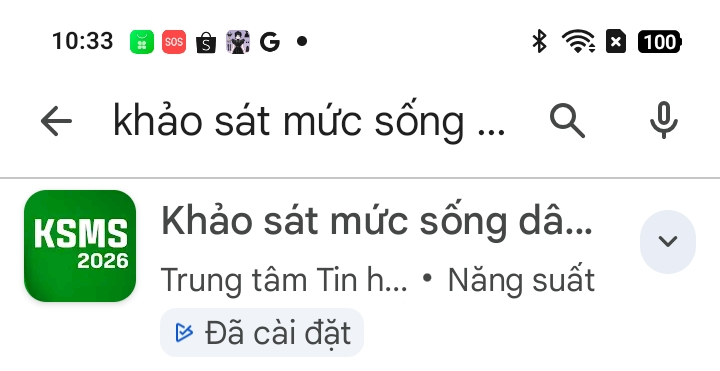 10:33 SOS S G 100
khảo sát mức sống ...
KSMS
2026
Khảo sát mức sống dâ...
Trung tâm Tin h... • Năng suất
Đã cài đặt